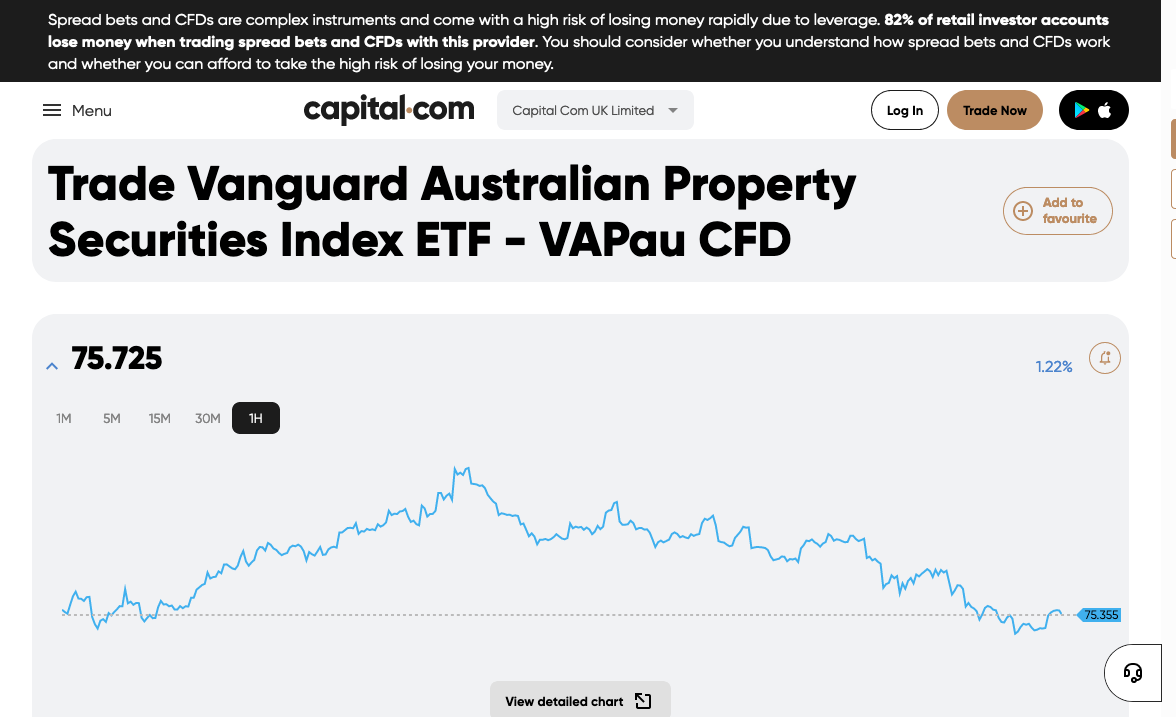 Spread bets and CFDs are complex instruments and come with a high risk of losing money rapidly due to leverage. 82% of retail investor accounts
lose money when trading spread bets and CFDs with this provider. You should consider whether you understand how spread bets and CFDs work
and whether you can afford to take the high risk of losing your money.
Menu
capital.com
Capital Com UK Limited
Log In
Trade Now
Trade Vanguard Australian Property
Securities Index ETF - VAPau CFD
Add to
favourite
75.725
1.22%
1M 5M 15M 30M 1H
75.355
View detailed chart